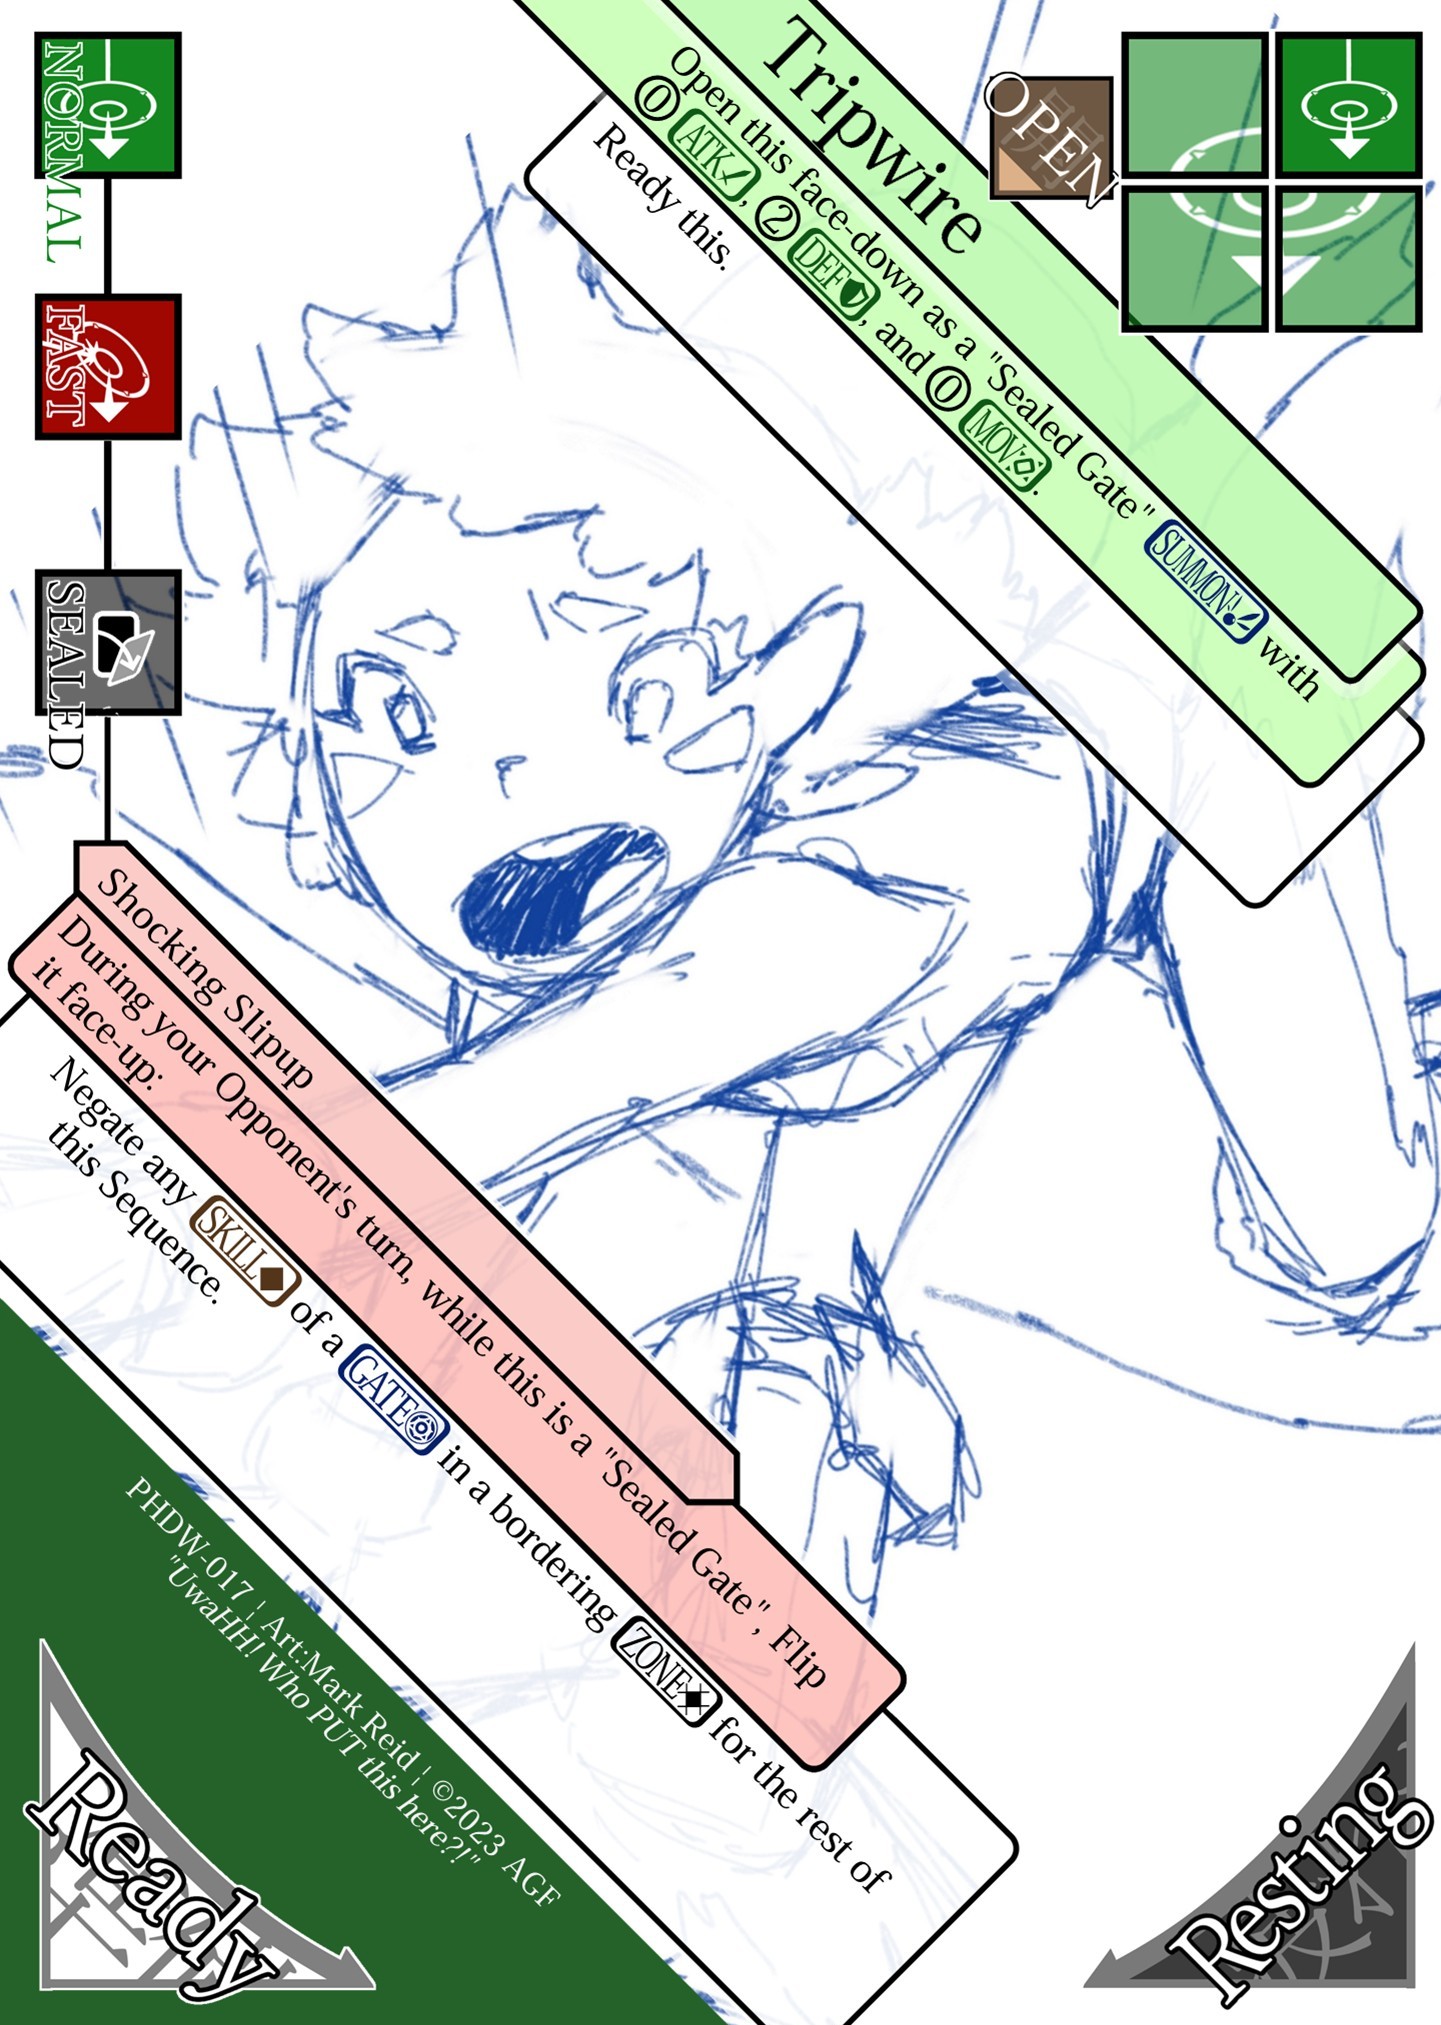 Tripwire
OPEN
Open this face-down as a "Sealed Gate" SUMMON! with
⓪ ATK, ② DEF, and ⓪ MOV.
Ready this.
NORMAL
FAST
SEALED
Shocking Slipup
During your Opponent's turn, while this is a "Sealed Gate", Flip
it face-up:
Negate any SKILL of a GATE in a bordering ZONE for the rest of
this Sequence.
PHDW-017 ¦ Art:Mark Reid ¦ ©2023 AGF
"UwaHH! Who PUT this here?!"
Ready
Resting